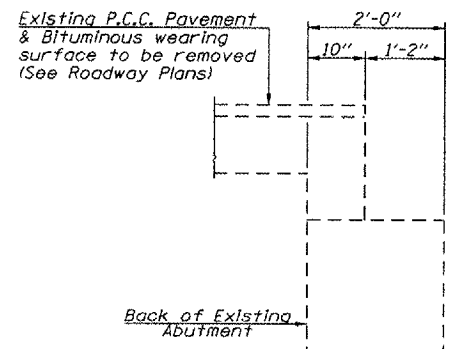 Existing P.C.C. Pavement
& Bituminous wearing
surface to be removed
(See Roadway Plans)
2'-0"
10"
1'-2"
Back of Existing
Abutment